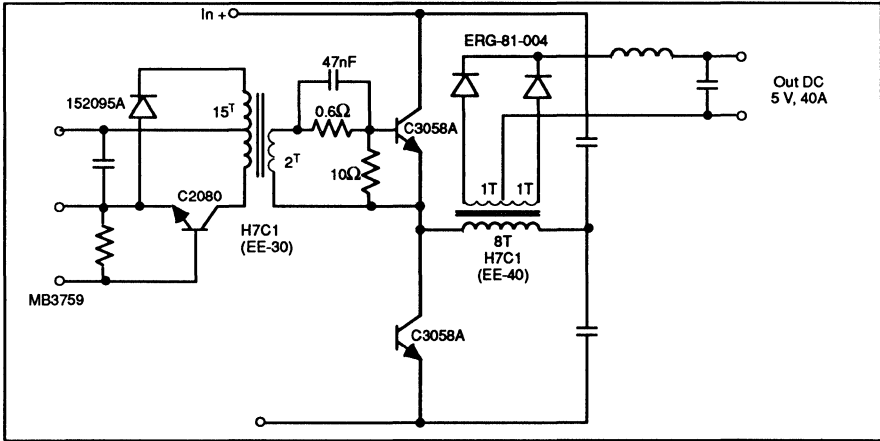 In +
ERG-81-004
47nF
Out DC
5 V, 40A
152095A
15T
0.6Ω
C3058A
2T
10Ω
1T 1T
C2080
H7C1
(EE-30)
8T
H7C1
(EE-40)
MB3759
C3058A